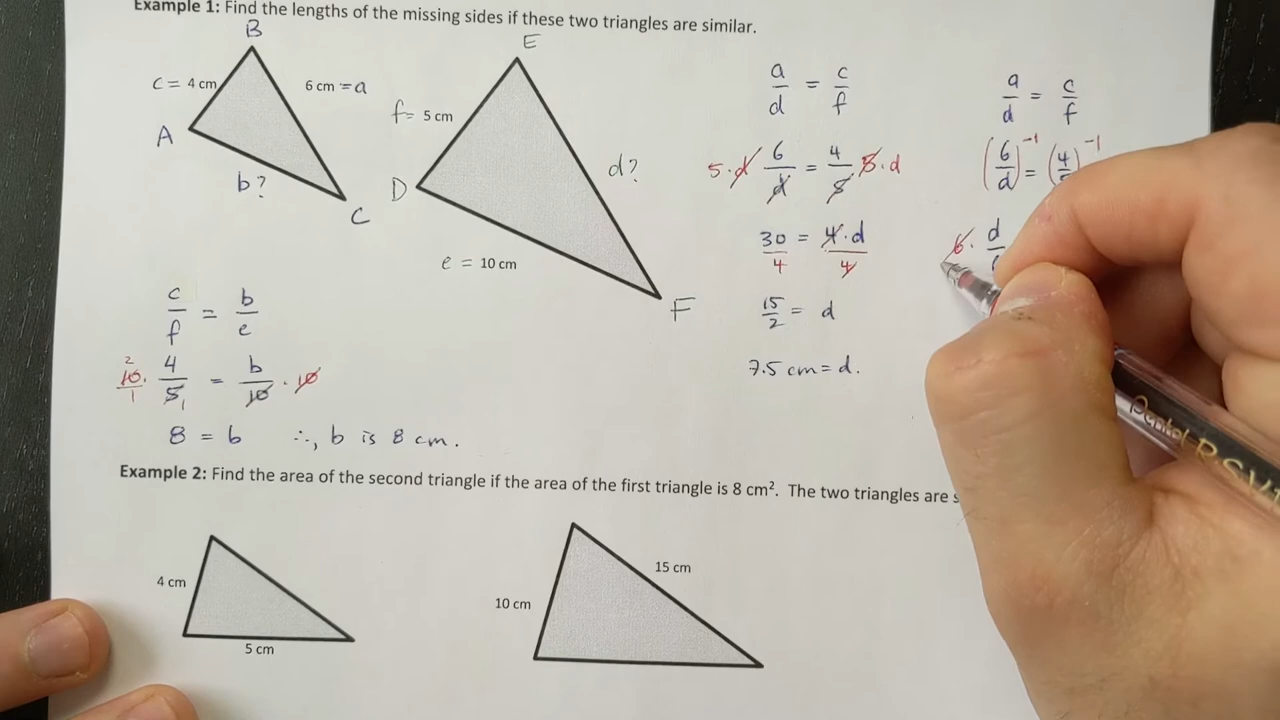 Example 1: Find the lengths of the missing sides if these two triangles are similar.
B
c = 4 cm
6 cm = a
A
b?
C
E
f = 5 cm
d?
D
e = 10 cm
F
c/f = b/e
2
10/1 · 4/5 1 = b/10 · 10
8 = b ∴, b is 8 cm.
a/d = c/f
5·d 6/d = 4/5 5·d
30/4 = 4·d/4
15/2 = d
7.5 cm = d.
a/d = c/f
(6/d)⁻¹ = (4/ )⁻¹
6· d/
Pentel R.S.V.
Example 2: Find the area of the second triangle if the area of the first triangle is 8 cm². The two triangles are
4 cm
5 cm
10 cm
15 cm